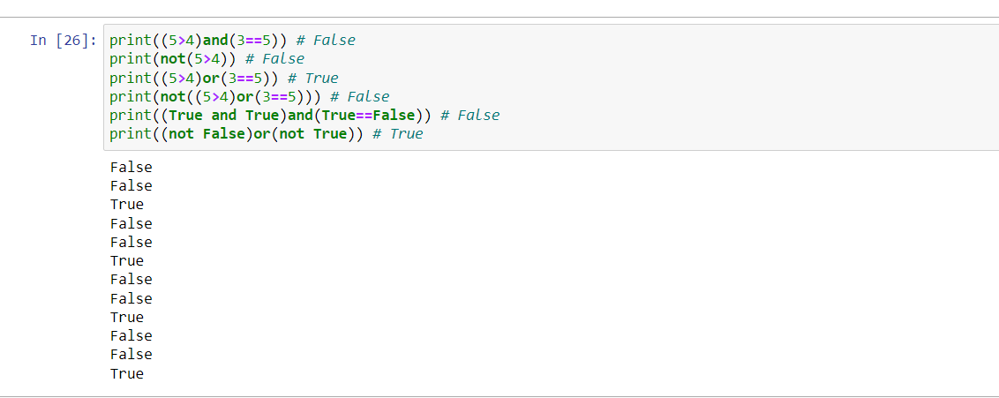 In [26]: print((5>4)and(3==5)) # False
print(not(5>4)) # False
print((5>4)or(3==5)) # True
print(not((5>4)or(3==5))) # False
print((True and True)and(True==False)) # False
print((not False)or(not True)) # True
False
False
True
False
False
True
False
False
True
False
False
True